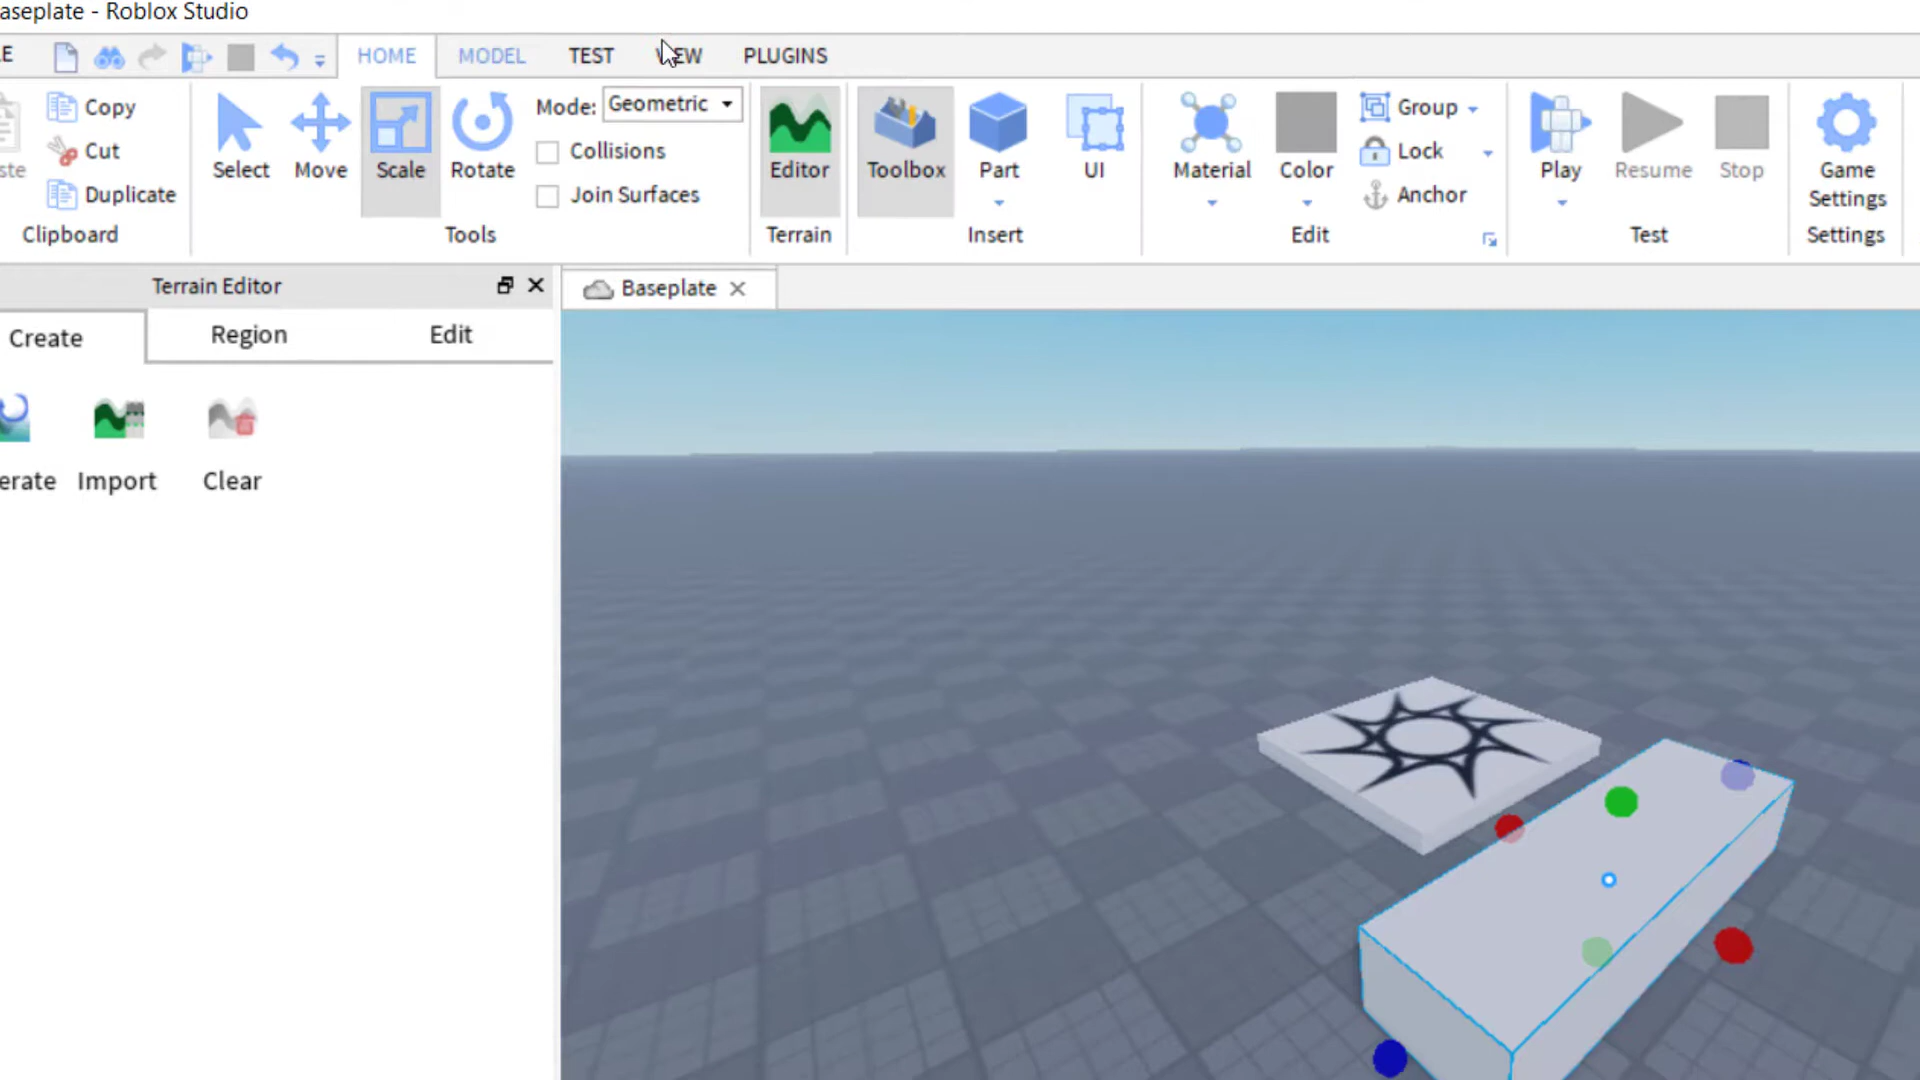 aseplate - Roblox Studio
E HOME MODEL TEST VIEW PLUGINS
Copy
Cut
Duplicate
ste
Clipboard
Select Move Scale Rotate
Mode: Geometric
Collisions
Join Surfaces
Tools
Editor
Terrain
Toolbox Part UI
Insert
Material Color
Group
Lock
Anchor
Edit
Play Resume Stop
Test
Game
Settings
Settings
Terrain Editor
Baseplate
Create Region Edit
erate Import Clear